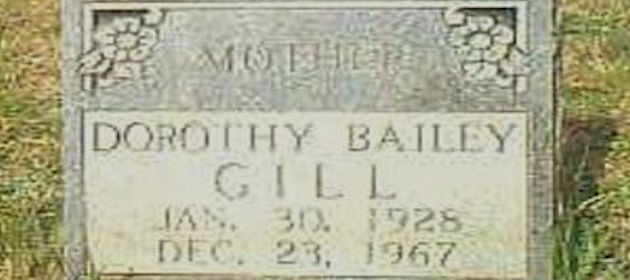 MOTHER
DOROTHY BAILEY
GILL
JAN. 30, 1928
DEC. 23, 1967